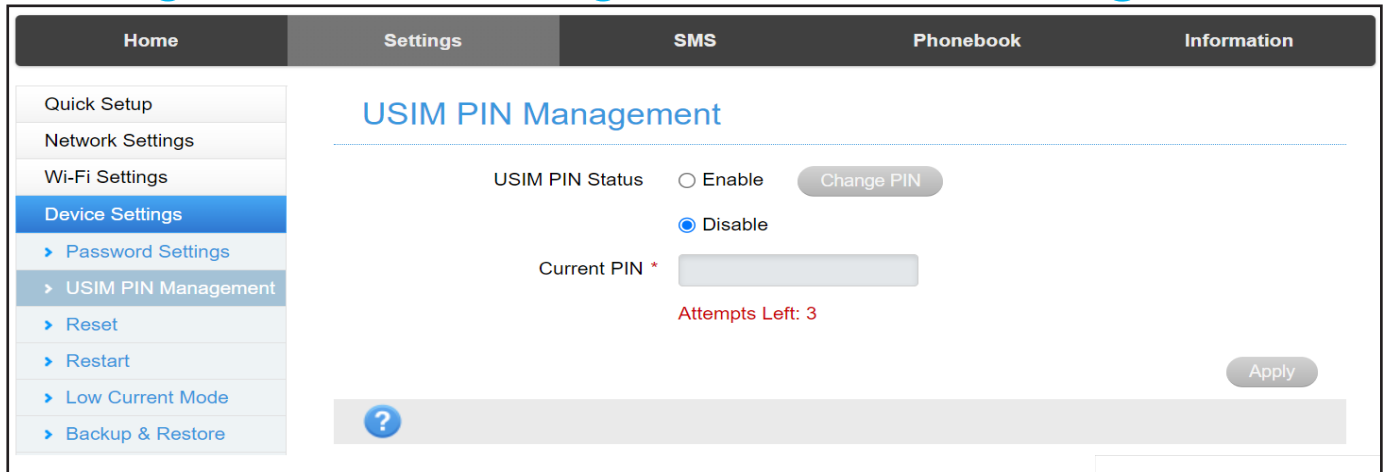 Home Settings SMS Phonebook Information
Quick Setup
Network Settings
Wi-Fi Settings
Device Settings
Password Settings
USIM PIN Management
Reset
Restart
Low Current Mode
Backup & Restore
USIM PIN Management
USIM PIN Status Enable Change PIN
Disable
Current PIN *
Attempts Left: 3
Apply
?